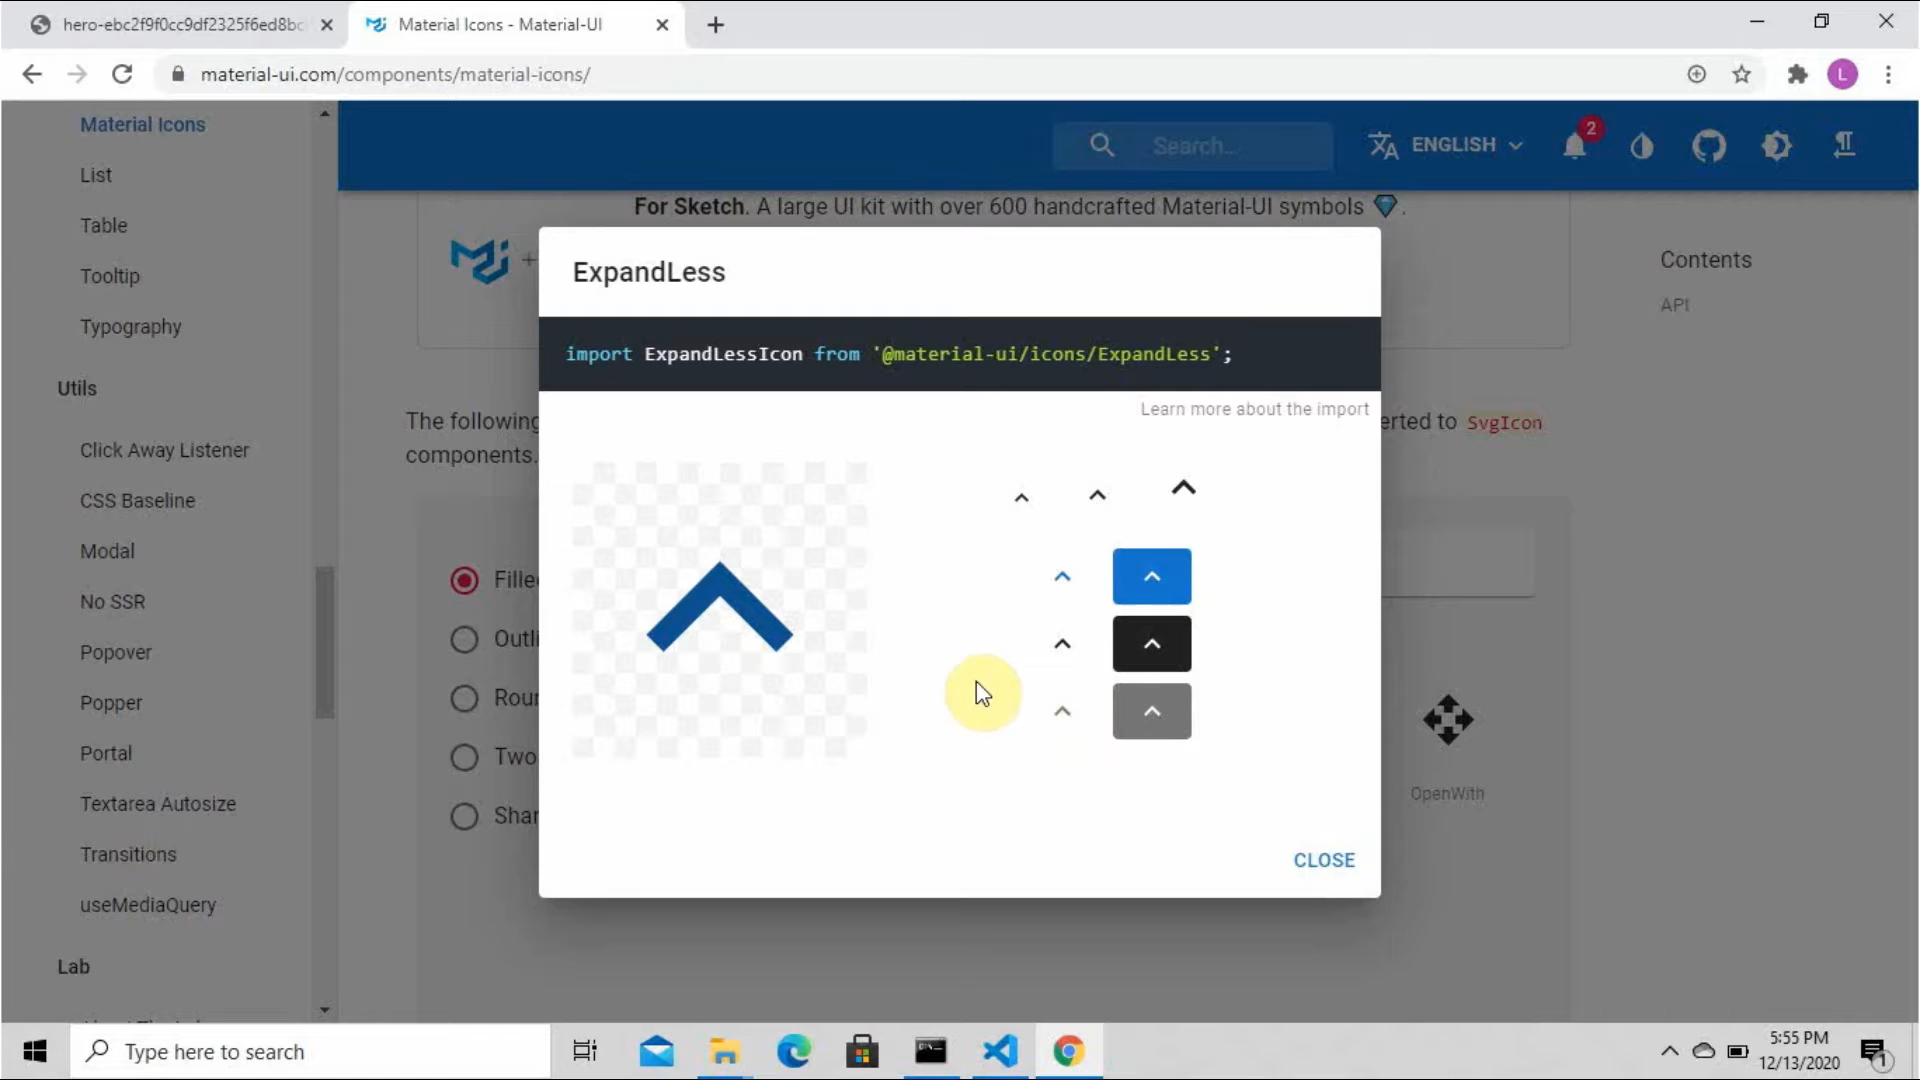 hero-ebc2f9f0cc9df2325f6ed8bc
Material Icons - Material-UI
material-ui.com/components/material-icons/
L
Material Icons
List
Table
Tooltip
Typography
Utils
Click Away Listener
CSS Baseline
Modal
No SSR
Popover
Popper
Portal
Textarea Autosize
Transitions
useMediaQuery
Lab
Search…
ENGLISH
2
For Sketch. A large UI kit with over 600 handcrafted Material-UI symbols 💎.
+
Contents
API
The following
erted to SvgIcon
components.
Fille
Outli
Rour
Two
Shar
OpenWith
ExpandLess
import ExpandLessIcon from '@material-ui/icons/ExpandLess';
Learn more about the import
CLOSE
Type here to search
5:55 PM
12/13/2020
1